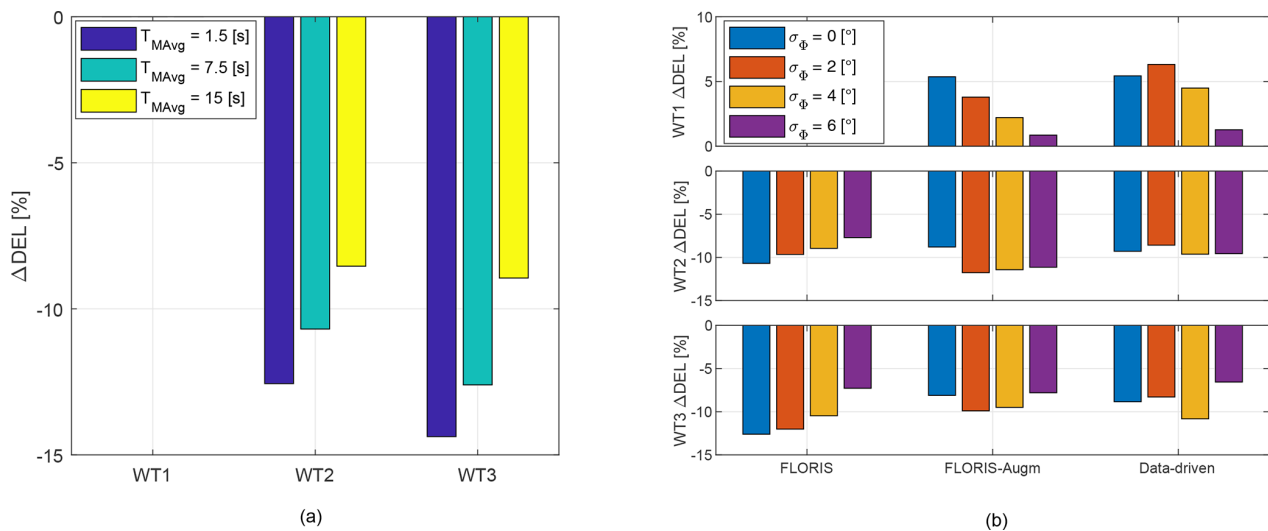 0
-5
-10
-15
ΔDEL [%]
T_MAvg = 1.5 [s]
T_MAvg = 7.5 [s]
T_MAvg = 15 [s]
WT1 WT2 WT3
(a)
10
5
0
WT1 ΔDEL [%]
σ_Φ = 0 [°]
σ_Φ = 2 [°]
σ_Φ = 4 [°]
σ_Φ = 6 [°]
0
-5
-10
-15
WT2 ΔDEL [%]
0
-5
-10
-15
WT3 ΔDEL [%]
FLORIS FLORIS-Augm Data-driven
(b)